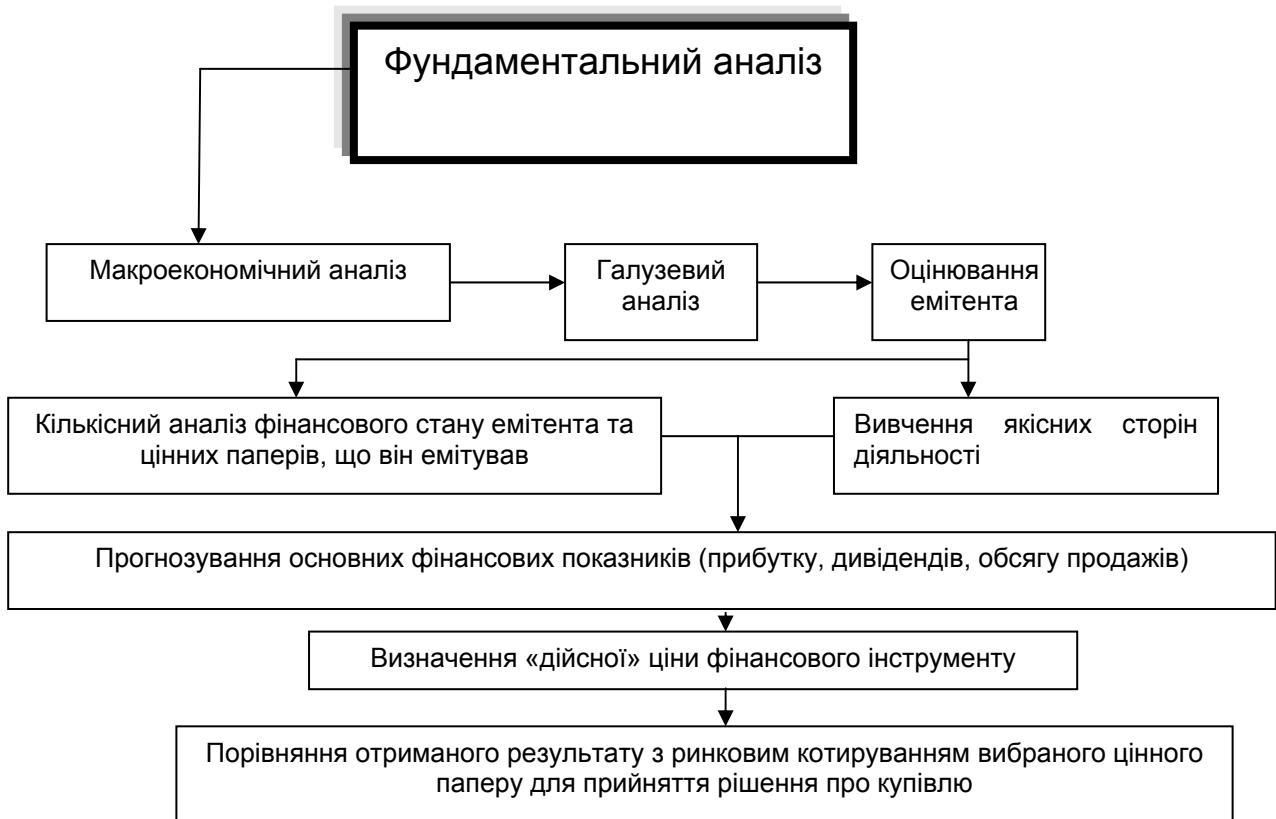 Фундаментальний аналіз
Макроекономічний аналіз
Галузевий
аналіз
Оцінювання
емітента
Кількісний аналіз фінансового стану емітента та
цінних паперів, що він емітував
Вивчення якісних сторін
діяльності
Прогнозування основних фінансових показників (прибутку, дивідендів, обсягу продажів)
Визначення «дійсної» ціни фінансового інструменту
Порівняння отриманого результату з ринковим котируванням вибраного цінного
паперу для прийняття рішення про купівлю